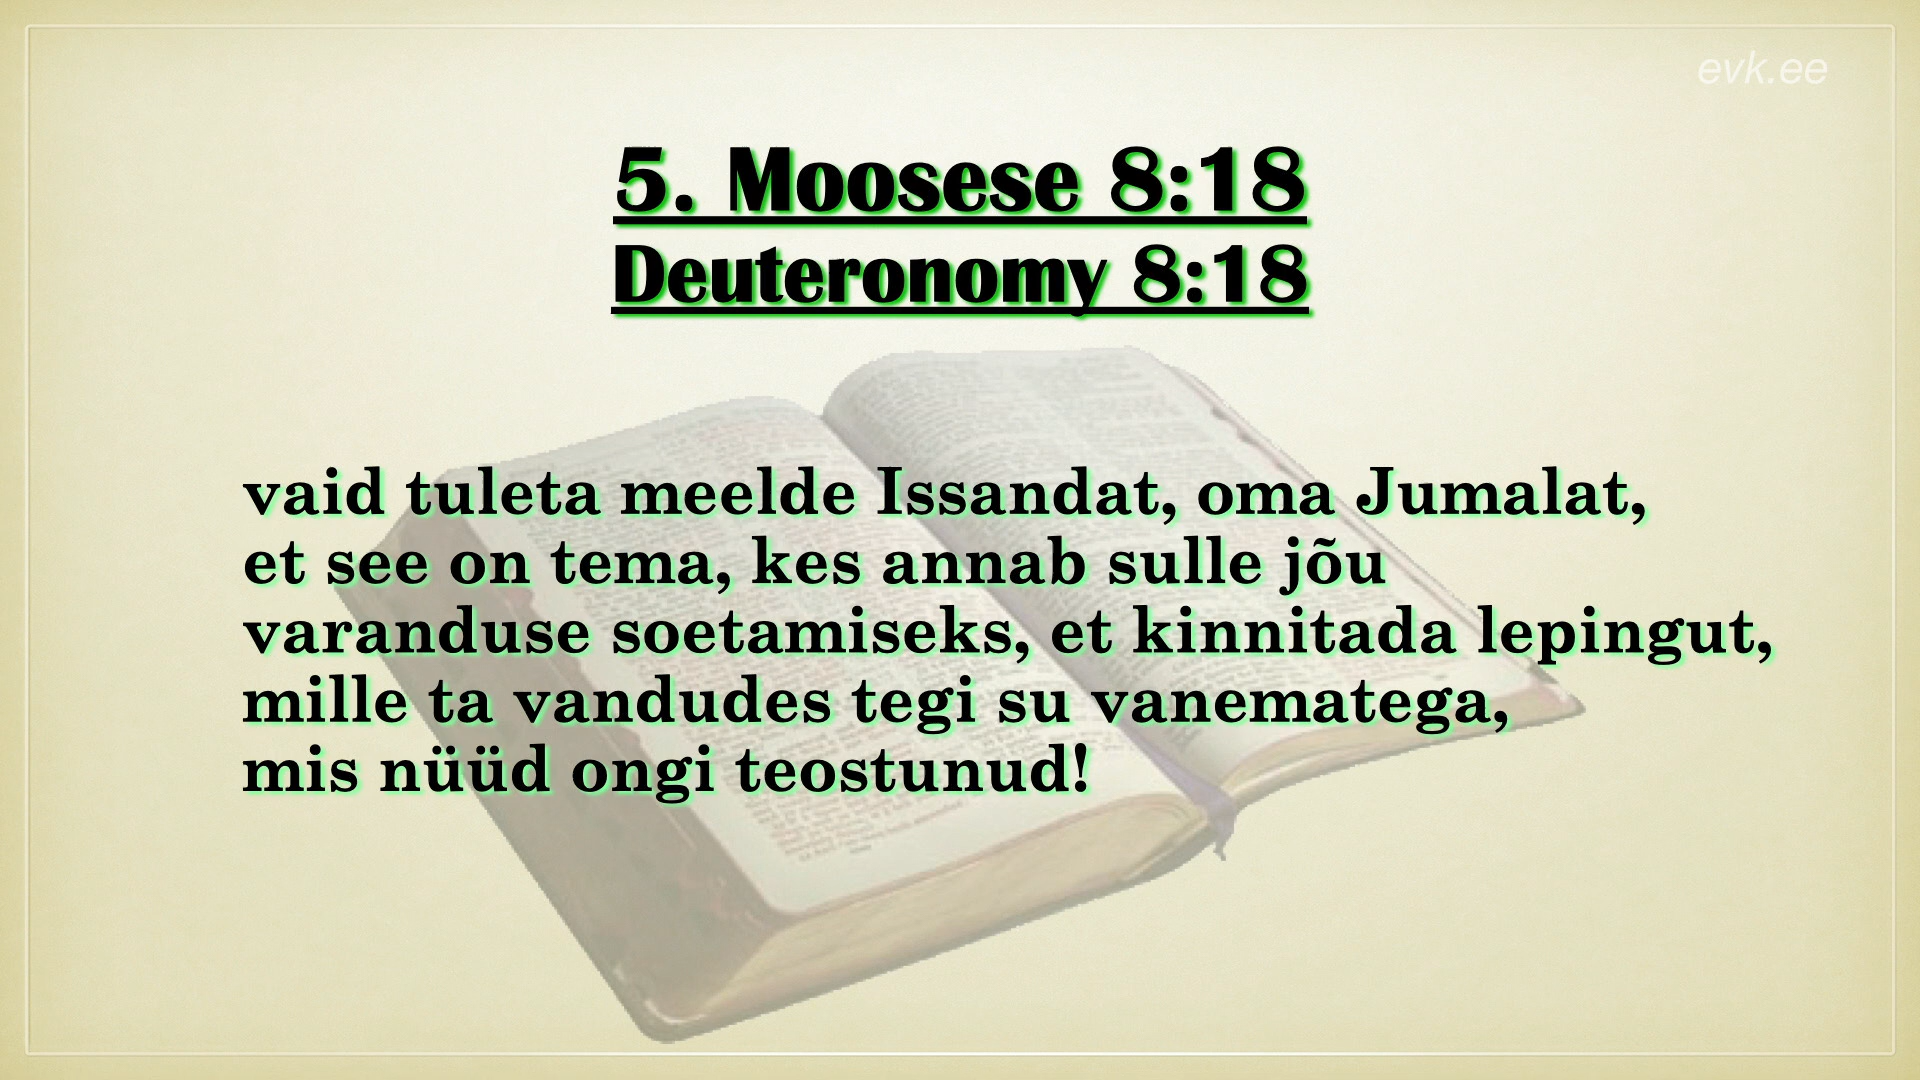 evk.ee
5. Moosese 8:18
Deuteronomy 8:18
vaid tuleta meelde Issandat, oma Jumalat,
et see on tema, kes annab sulle jõu
varanduse soetamiseks, et kinnitada lepingut,
mille ta vandudes tegi su vanematega,
mis nüüd ongi teostunud!